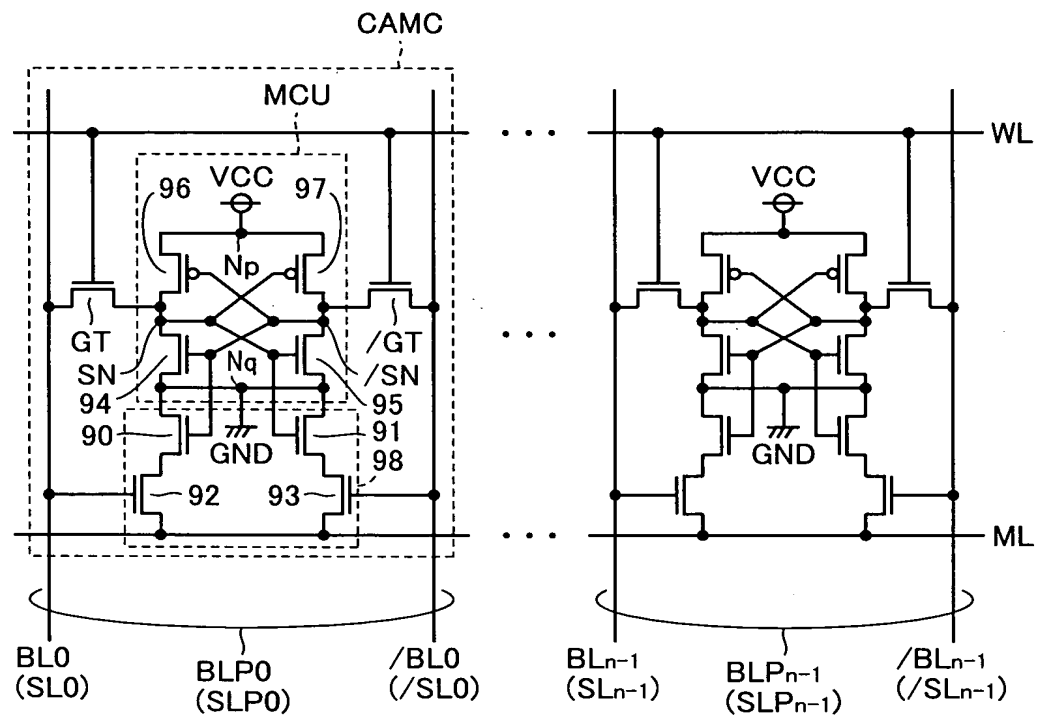 CAMC
MCU
WL
VCC
VCC
96
97
Np
GT
/GT
SN
/SN
Nq
94
95
90
91
GND
GND
98
92
93
ML
BL0
(SL0)
BLP0
(SLP0)
/BL0
(/SL0)
BLn-1
(SLn-1)
BLPn-1
(SLPn-1)
/BLn-1
(/SLn-1)